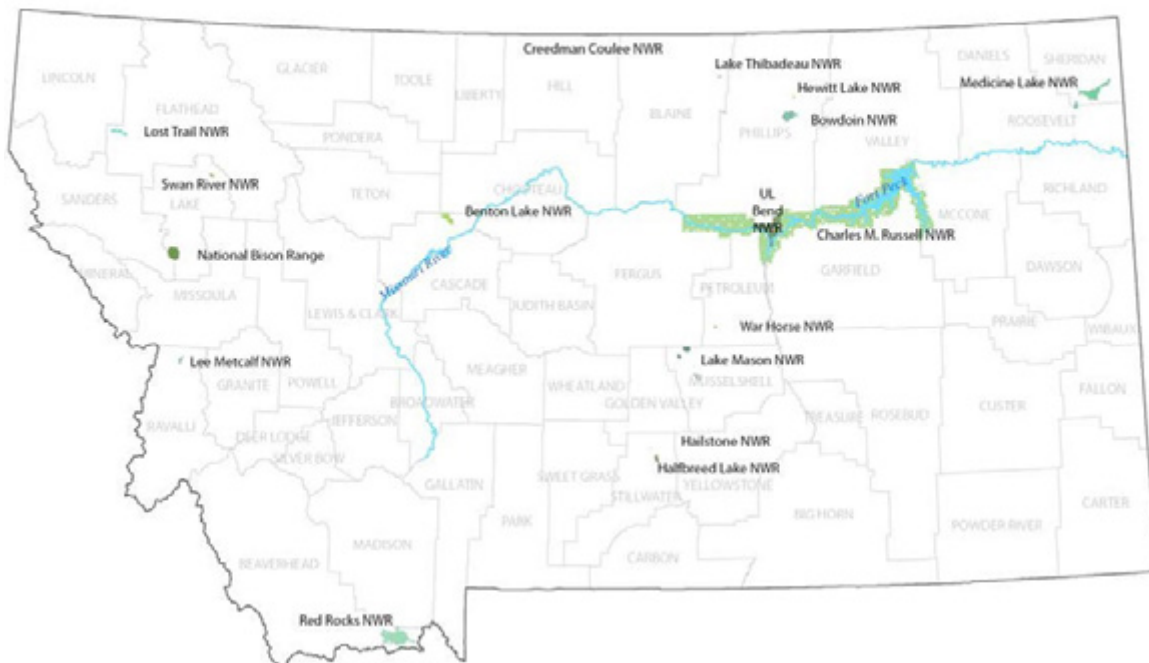 Creedman Coulee NWR
DANIELS
SHERIDAN
GLACIER
TOOLE
LINCOLN
HILL
Lake Thibadeau NWR
LIBERTY
Medicine Lake NWR
FLATHEAD
Hewitt Lake NWR
BLAINE
Bowdoin NWR
ROOSEVELT
Lost Trail NWR
PONDERA
PHILLIPS
VALLEY
Swan River NWR
TETON
CHOUTEAU
UL
Bend
NWR
Fort Peck
RICHLAND
SANDERS
LAKE
Benton Lake NWR
MCCONE
Charles M. Russell NWR
National Bison Range
Missouri River
FERGUS
GARFIELD
DAWSON
MINERAL
CASCADE
PETROLEUM
MISSOULA
JUDITH BASIN
LEWIS & CLARK
PRAIRIE
War Horse NWR
WIBAUX
Lee Metcalf NWR
Lake Mason NWR
MEAGHER
GRANITE
POWELL
WHEATLAND
MUSSELSHELL
FALLON
BROADWATER
GOLDEN VALLEY
CUSTER
JEFFERSON
TREASURE
ROSEBUD
RAVALLI
DEER LODGE
Hailstone NWR
SILVER BOW
Halfbreed Lake NWR
SWEET GRASS
GALLATIN
YELLOWSTONE
STILLWATER
CARTER
PARK
BIG HORN
POWDER RIVER
MADISON
CARBON
BEAVERHEAD
Red Rocks NWR